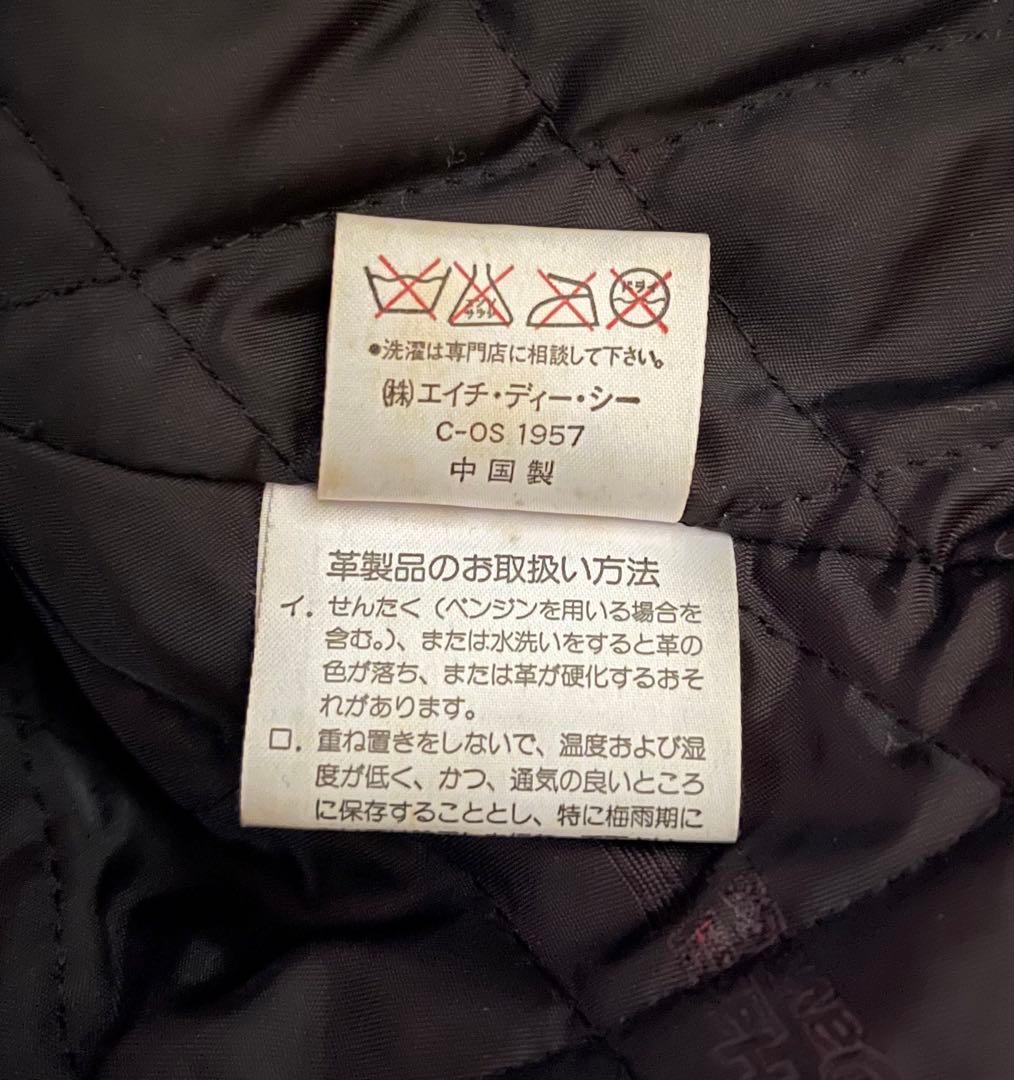 エンソ
サラシ
ドライ
●洗濯は専門店に相談して下さい。
㈱エイチ・ディー・シー
C-OS 1957
中国製
革製品のお取扱い方法
イ. せんたく（ベンジンを用いる場合を
含む。）、または水洗いをすると革の
色が落ち、または革が硬化するおそ
れがあります。
ロ. 重ね置きをしないで、温度および湿
度が低く、かつ、通気の良いところ
に保存することとし、特に梅雨期に